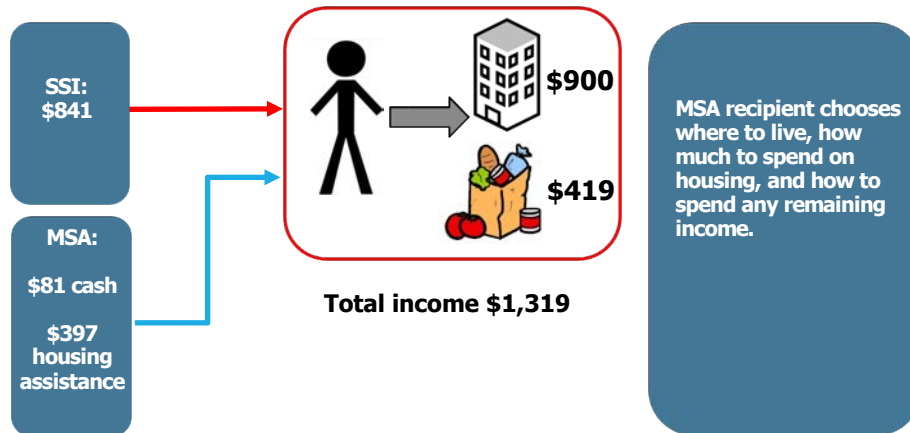 SSI:
$841
MSA:
$81 cash
$397
housing
assistance
$900
$419
Total income $1,319
MSA recipient chooses
where to live, how
much to spend on
housing, and how to
spend any remaining
income.